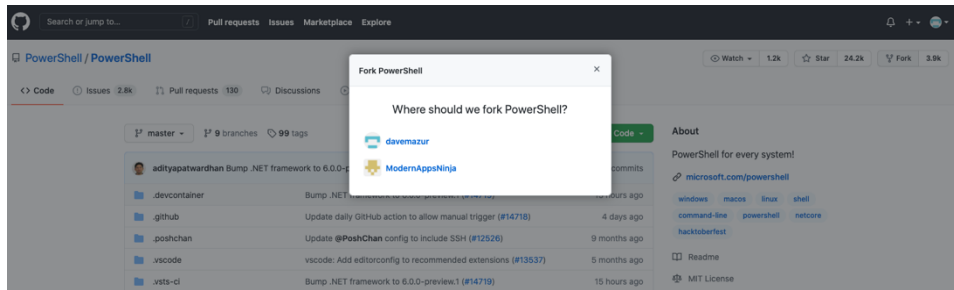 Search or jump to... /
Pull requests Issues Marketplace Explore
PowerShell / PowerShell
Watch 1.2k Star 24.2k Fork 3.9k
Code Issues 2.8k Pull requests 130 Discussions
Fork PowerShell ×
Where should we fork PowerShell?
davemazur
ModernAppsNinja
master 9 branches 99 tags Code
adityapatwardhan Bump .NET framework to 6.0.0-p commits
.devcontainer Bump .NET hours ago
.github Update daily GitHub action to allow manual trigger (#14718) 4 days ago
.poshchan Update @PoshChan config to include SSH (#12526) 9 months ago
.vscode vscode: Add editorconfig to recommended extensions (#13537) 5 months ago
.vsts-ci Bump .NET framework to 6.0.0-preview.1 (#14719) 15 hours ago
About
PowerShell for every system!
microsoft.com/powershell
windows macos linux shell
command-line powershell netcore
hacktoberfest
Readme
MIT License